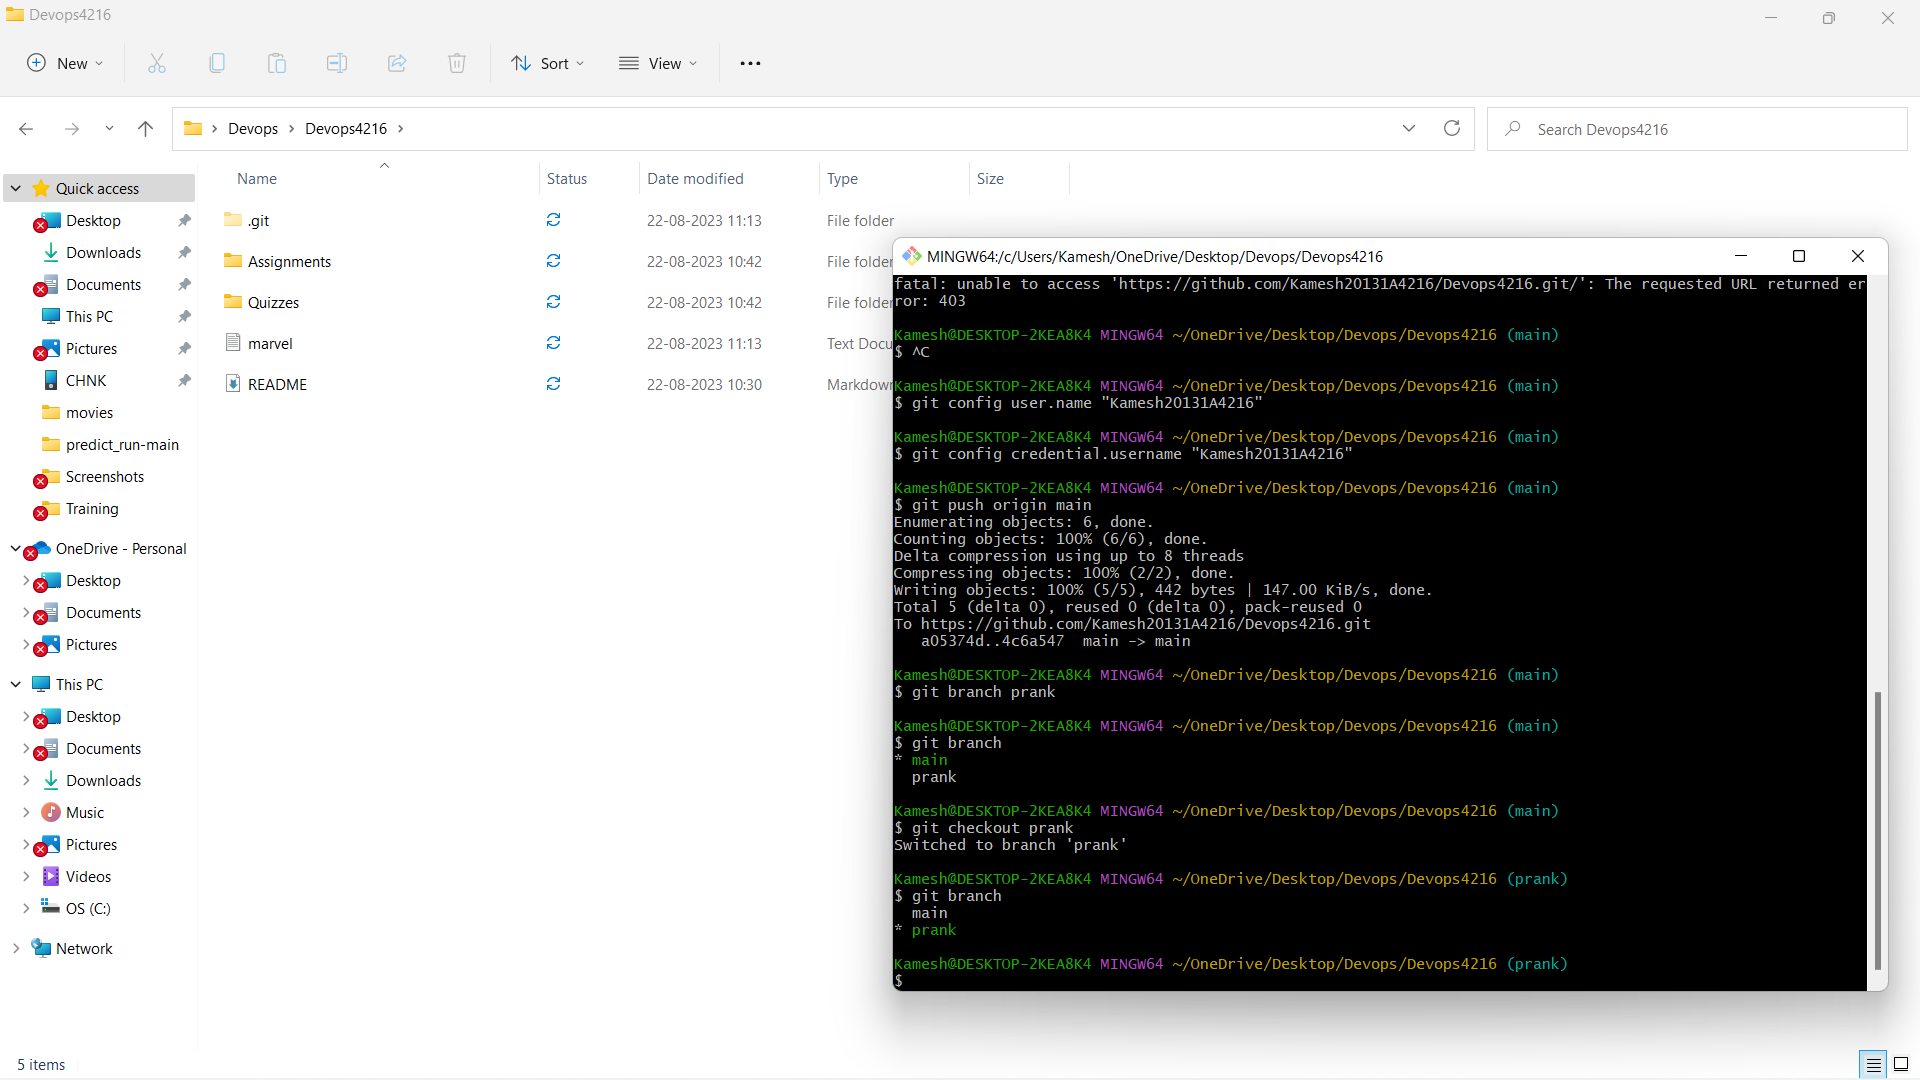 Devops4216
New
Sort
View
Devops > Devops4216 >
Search Devops4216
Name Status Date modified Type Size
.git 22-08-2023 11:13 File folder
Assignments 22-08-2023 10:42 File folder
Quizzes 22-08-2023 10:42 File folder
marvel 22-08-2023 11:13 Text Docu
README 22-08-2023 10:30 Markdown
Quick access
Desktop
Downloads
Documents
This PC
Pictures
CHNK
movies
predict_run-main
Screenshots
Training
OneDrive - Personal
Desktop
Documents
Pictures
This PC
Desktop
Documents
Downloads
Music
Pictures
Videos
OS (C:)
Network
5 items
MINGW64:/c/Users/Kamesh/OneDrive/Desktop/Devops/Devops4216
fatal: unable to access 'https://github.com/Kamesh20131A4216/Devops4216.git/': The requested URL returned er
ror: 403
Kamesh@DESKTOP-2KEA8K4 MINGW64 ~/OneDrive/Desktop/Devops/Devops4216 (main)
$ ^C
Kamesh@DESKTOP-2KEA8K4 MINGW64 ~/OneDrive/Desktop/Devops/Devops4216 (main)
$ git config user.name "Kamesh20131A4216"
Kamesh@DESKTOP-2KEA8K4 MINGW64 ~/OneDrive/Desktop/Devops/Devops4216 (main)
$ git config credential.username "Kamesh20131A4216"
Kamesh@DESKTOP-2KEA8K4 MINGW64 ~/OneDrive/Desktop/Devops/Devops4216 (main)
$ git push origin main
Enumerating objects: 6, done.
Counting objects: 100% (6/6), done.
Delta compression using up to 8 threads
Compressing objects: 100% (2/2), done.
Writing objects: 100% (5/5), 442 bytes | 147.00 KiB/s, done.
Total 5 (delta 0), reused 0 (delta 0), pack-reused 0
To https://github.com/Kamesh20131A4216/Devops4216.git
a05374d..4c6a547 main -> main
Kamesh@DESKTOP-2KEA8K4 MINGW64 ~/OneDrive/Desktop/Devops/Devops4216 (main)
$ git branch prank
Kamesh@DESKTOP-2KEA8K4 MINGW64 ~/OneDrive/Desktop/Devops/Devops4216 (main)
$ git branch
* main
prank
Kamesh@DESKTOP-2KEA8K4 MINGW64 ~/OneDrive/Desktop/Devops/Devops4216 (main)
$ git checkout prank
Switched to branch 'prank'
Kamesh@DESKTOP-2KEA8K4 MINGW64 ~/OneDrive/Desktop/Devops/Devops4216 (prank)
$ git branch
main
* prank
Kamesh@DESKTOP-2KEA8K4 MINGW64 ~/OneDrive/Desktop/Devops/Devops4216 (prank)
$